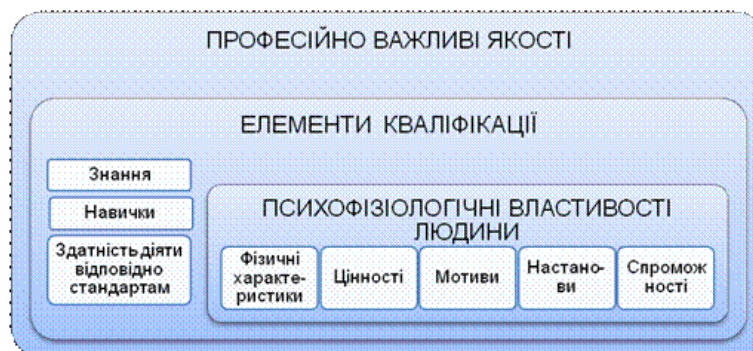 ПРОФЕСІЙНО ВАЖЛИВІ ЯКОСТІ
ЕЛЕМЕНТИ КВАЛІФІКАЦІЇ
Знання
Навички
Здатність діяти
відповідно
стандартам
ПСИХОФІЗІОЛОГІЧНІ ВЛАСТИВОСТІ
ЛЮДИНИ
Фізичні
характе-
ристики
Цінності
Мотиви
Настано-
ви
Спромож
ності